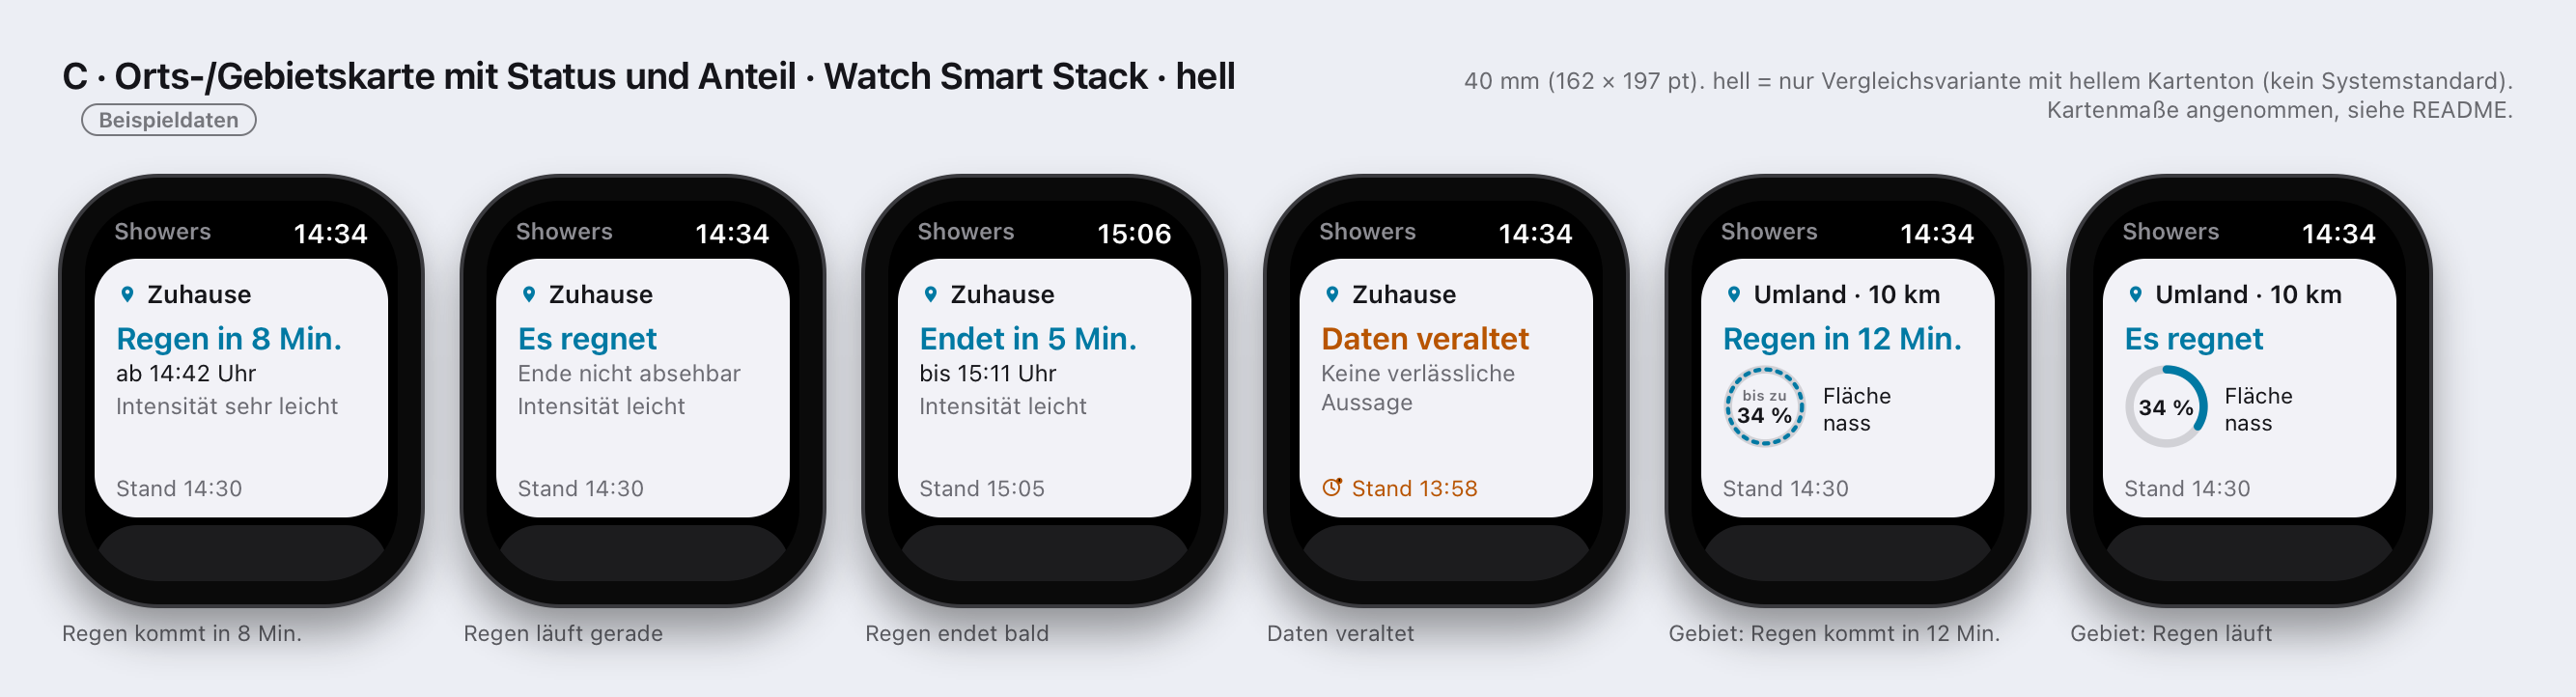 C · Orts-/Gebietskarte mit Status und Anteil · Watch Smart Stack · hell
Beispieldaten
40 mm (162 × 197 pt). hell = nur Vergleichsvariante mit hellem Kartenton (kein Systemstandard).
Kartenmaße angenommen, siehe README.
Showers 14:34
Zuhause
Regen in 8 Min.
ab 14:42 Uhr
Intensität sehr leicht
Stand 14:30
Regen kommt in 8 Min.
Showers 14:34
Zuhause
Es regnet
Ende nicht absehbar
Intensität leicht
Stand 14:30
Regen läuft gerade
Showers 15:06
Zuhause
Endet in 5 Min.
bis 15:11 Uhr
Intensität leicht
Stand 15:05
Regen endet bald
Showers 14:34
Zuhause
Daten veraltet
Keine verlässliche
Aussage
Stand 13:58
Daten veraltet
Showers 14:34
Umland · 10 km
Regen in 12 Min.
bis zu
34 %
Fläche
nass
Stand 14:30
Gebiet: Regen kommt in 12 Min.
Showers 14:34
Umland · 10 km
Es regnet
34 %
Fläche
nass
Stand 14:30
Gebiet: Regen läuft